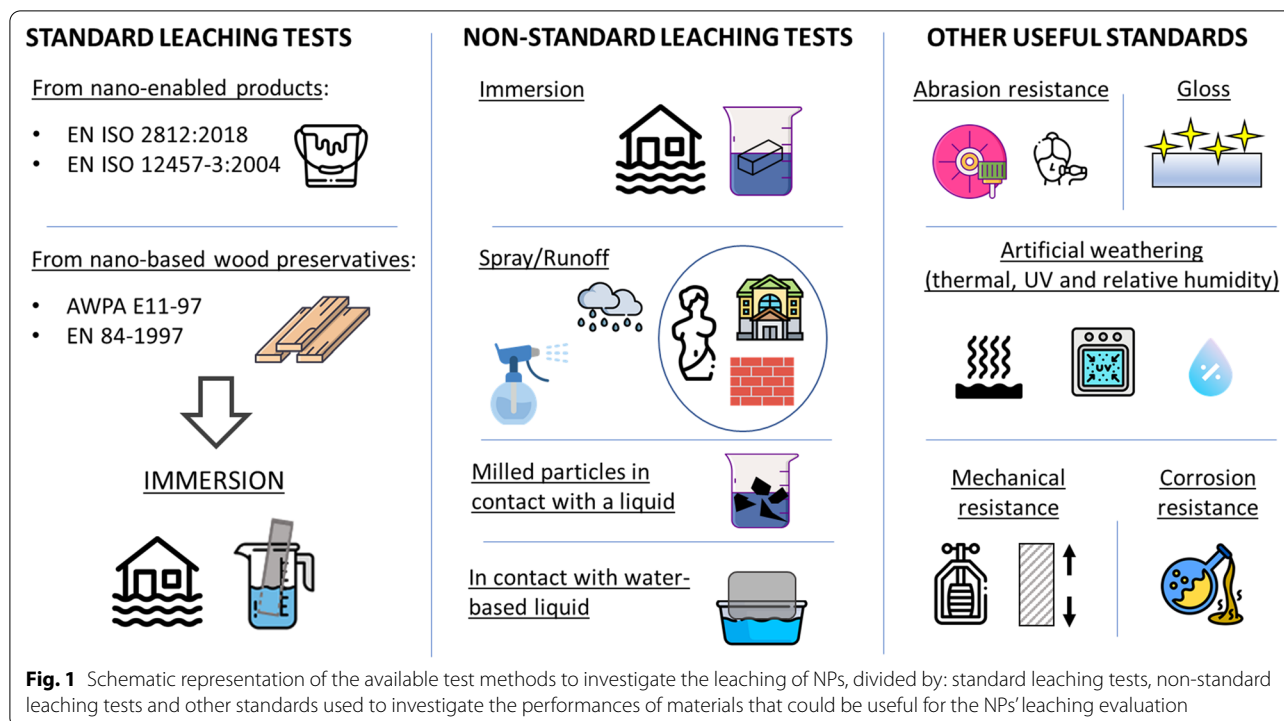 STANDARD LEACHING TESTS
From nano-enabled products:
• EN ISO 2812:2018
• EN ISO 12457-3:2004
From nano-based wood preservatives:
• AWPA E11-97
• EN 84-1997
IMMERSION
NON-STANDARD LEACHING TESTS
Immersion
Spray/Runoff
Milled particles in
contact with a liquid
In contact with water-
based liquid
OTHER USEFUL STANDARDS
Abrasion resistance
Gloss
Artificial weathering
(thermal, UV and relative humidity)
UV
%
Mechanical
resistance
Corrosion
resistance
Fig. 1 Schematic representation of the available test methods to investigate the leaching of NPs, divided by: standard leaching tests, non-standard
leaching tests and other standards used to investigate the performances of materials that could be useful for the NPs' leaching evaluation